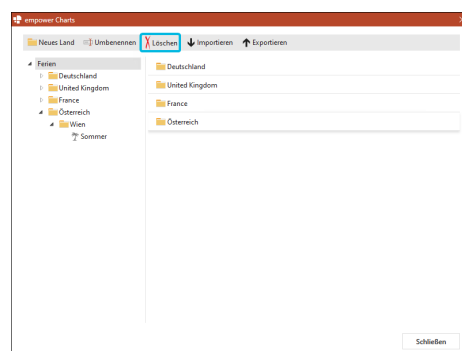 empower Charts
Neues Land Umbenennen Löschen Importieren Exportieren
Ferien
Deutschland
United Kingdom
France
Österreich
Wien
Sommer
Deutschland
United Kingdom
France
Österreich
Schließen